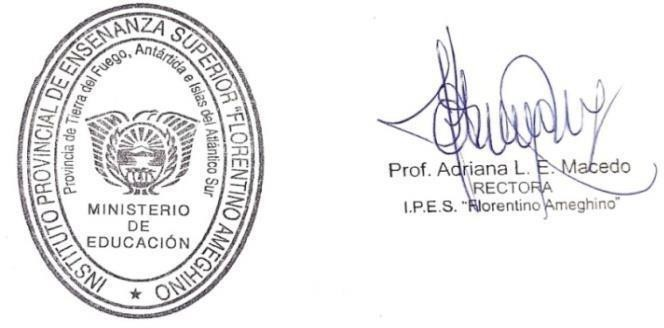 INSTITUTO PROVINCIAL DE ENSEÑANZA SUPERIOR "FLORENTINO AMEGHINO
Provincia de Tierra del Fuego, Antártida e Islas del Atlántico Sur
MINISTERIO
DE
EDUCACIÓN
Prof. Adriana L. E. Macedo
RECTORA
I.P.E.S. "Florentino Ameghino"